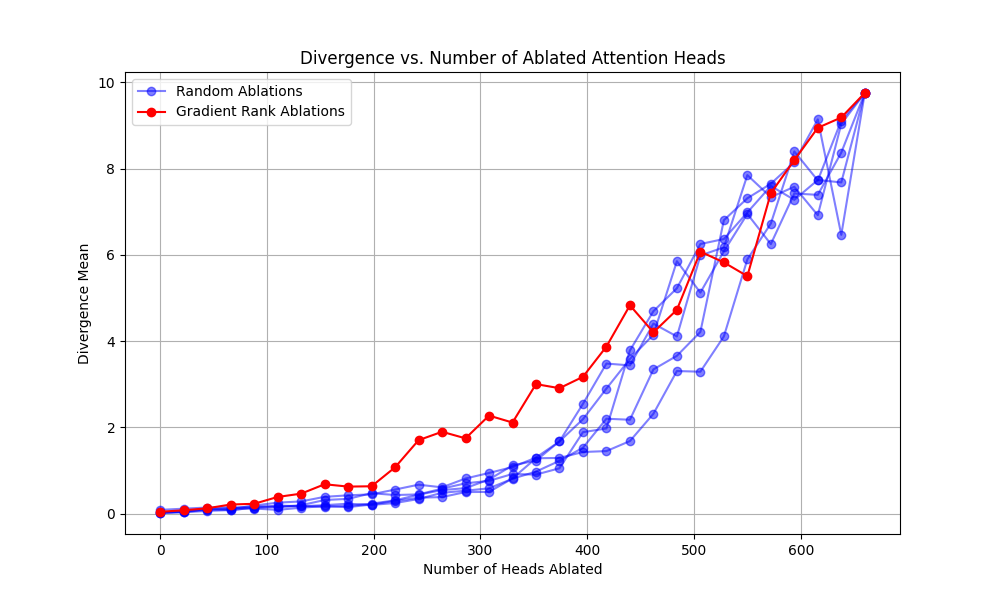 Divergence vs. Number of Ablated Attention Heads
Random Ablations
Gradient Rank Ablations
Divergence Mean
10
8
6
4
2
0
0 100 200 300 400 500 600
Number of Heads Ablated